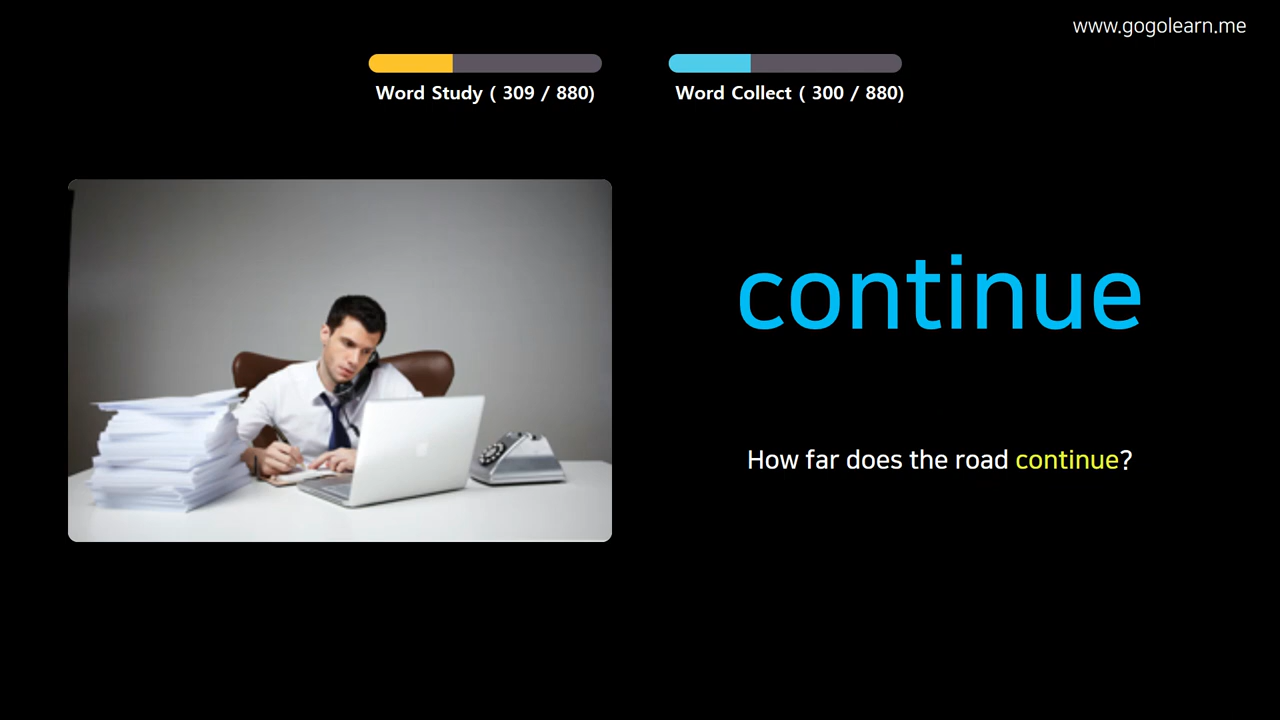 www.gogolearn.me
Word Study ( 309 / 880)
Word Collect ( 300 / 880)
continue
How far does the road continue?